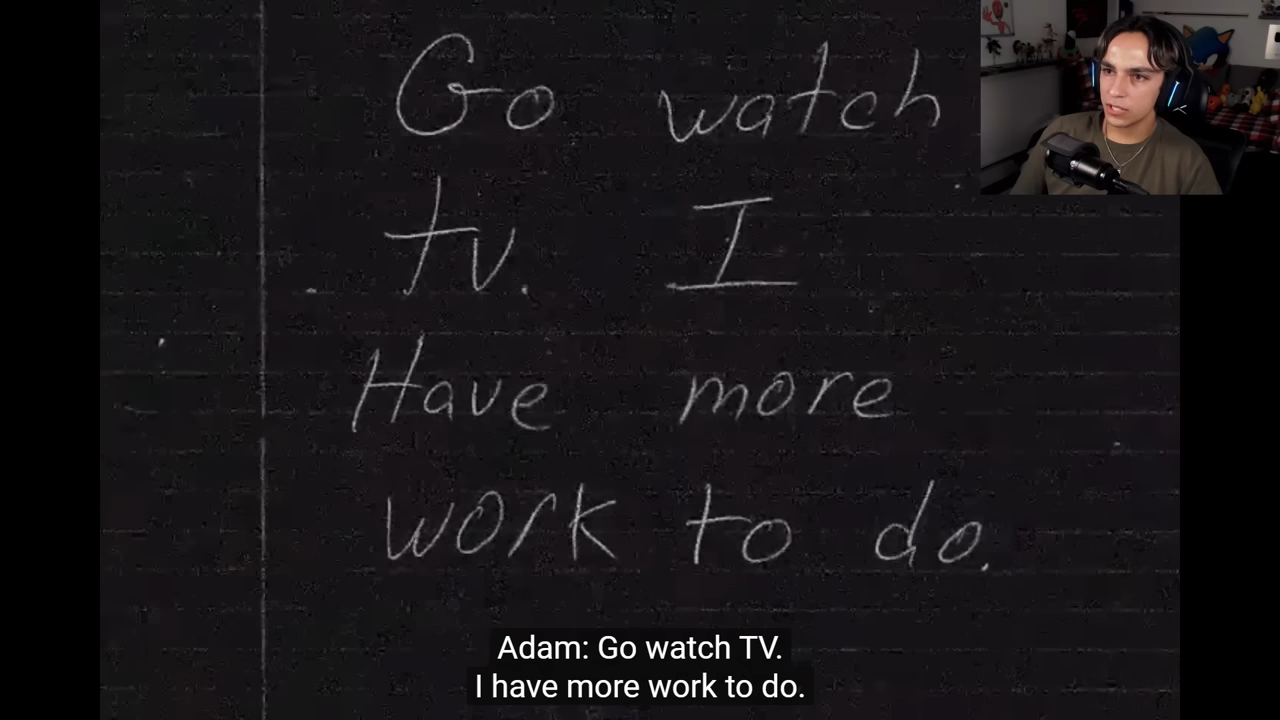 Go watch
tv. I
Have more
work to do.
Adam: Go watch TV.
I have more work to do.